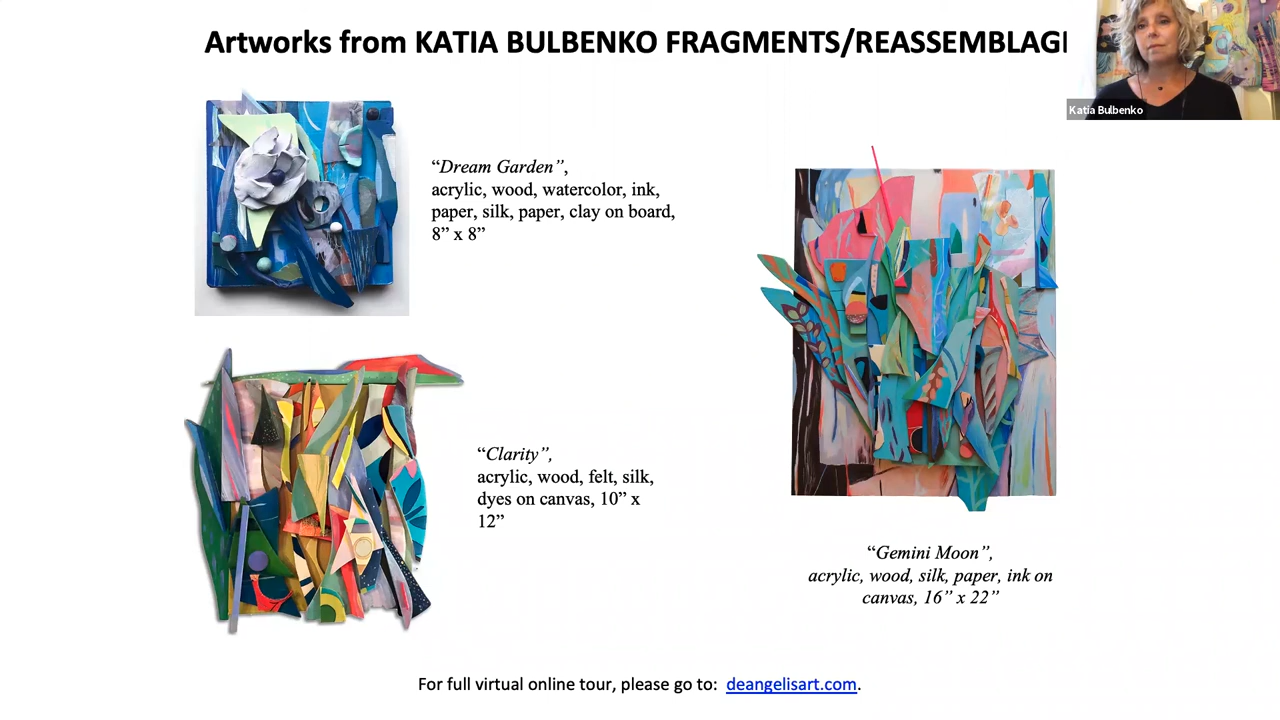 Artworks from KATIA BULBENKO FRAGMENTS/REASSEMBLAG
Katia Bulbenko
“Dream Garden”,
acrylic, wood, watercolor, ink,
paper, silk, paper, clay on board,
8” x 8”
“Clarity”,
acrylic, wood, felt, silk,
dyes on canvas, 10” x
12”
“Gemini Moon”,
acrylic, wood, silk, paper, ink on
canvas, 16” x 22”
For full virtual online tour, please go to: deangelisart.com.